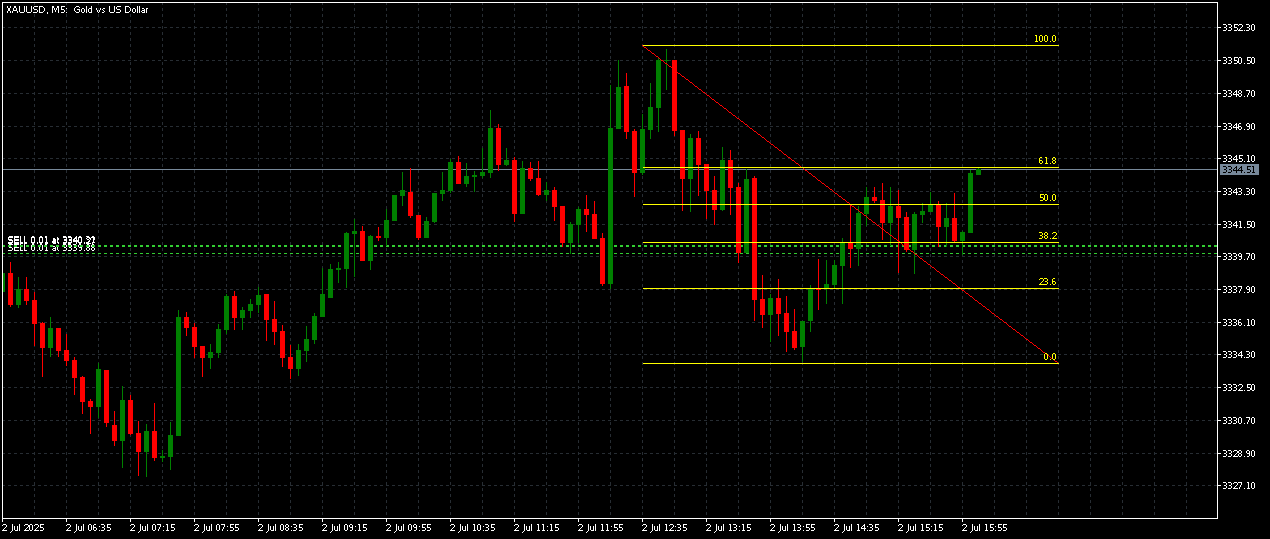 XAUUSD, M5: Gold vs US Dollar
100.0
61.8
50.0
38.2
23.6
0.0
SELL 0.01 at
SELL 0.01 at 3339.86
3352.30
3350.50
3348.70
3346.90
3345.10
3344.51
3343.30
3341.50
3339.70
3337.90
3336.10
3334.30
3332.50
3330.70
3328.90
3327.10
2 Jul 2025
2 Jul 06:35
2 Jul 07:15
2 Jul 07:55
2 Jul 08:35
2 Jul 09:15
2 Jul 09:55
2 Jul 10:35
2 Jul 11:15
2 Jul 11:55
2 Jul 12:35
2 Jul 13:15
2 Jul 13:55
2 Jul 14:35
2 Jul 15:15
2 Jul 15:55